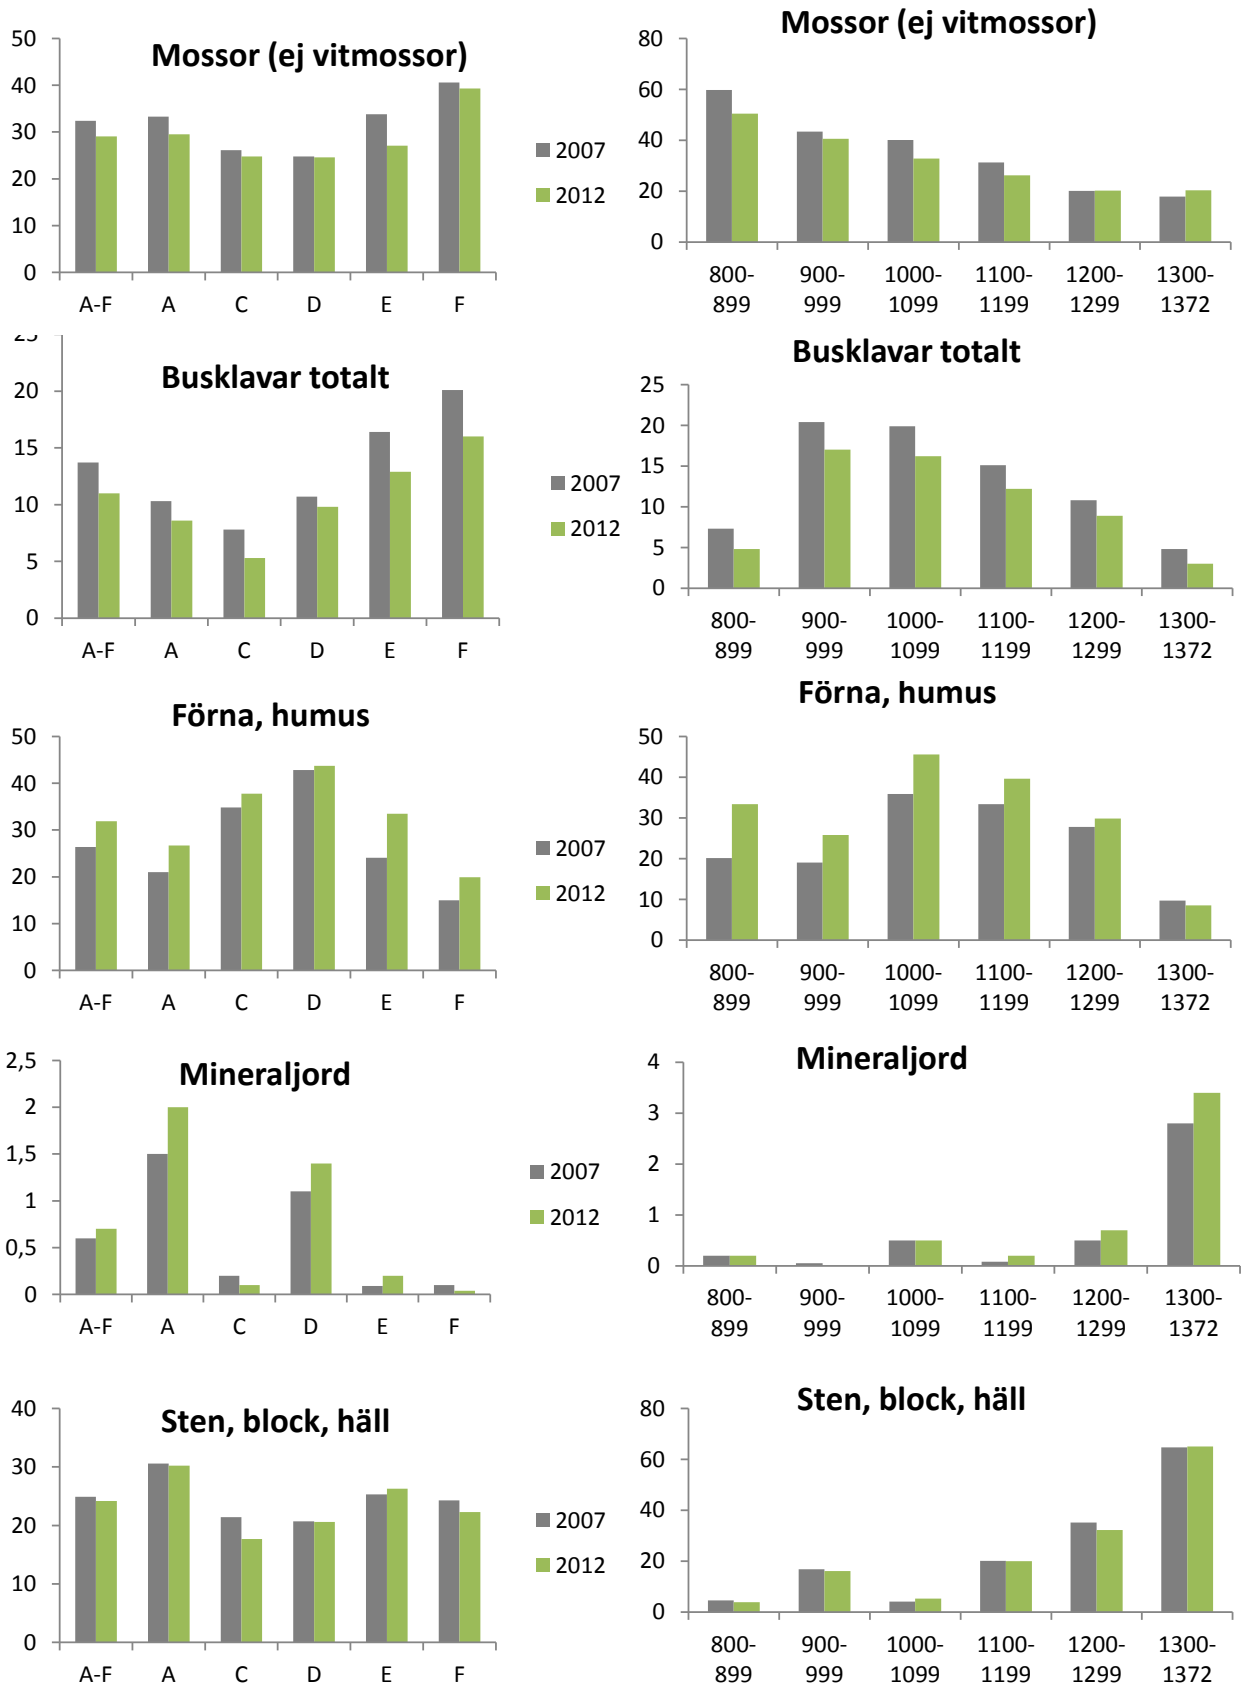 Mossor (ej vitmossor)
50
40
30
20
10
0
A-F A C D E F
2007
2012
Mossor (ej vitmossor)
80
60
40
20
0
800- 900- 1000- 1100- 1200- 1300-
899 999 1099 1199 1299 1372
Busklavar totalt
25
20
15
10
5
0
A-F A C D E F
2007
2012
Busklavar totalt
25
20
15
10
5
0
800- 900- 1000- 1100- 1200- 1300-
899 999 1099 1199 1299 1372
Förna, humus
50
40
30
20
10
0
A-F A C D E F
2007
2012
Förna, humus
50
40
30
20
10
0
800- 900- 1000- 1100- 1200- 1300-
899 999 1099 1199 1299 1372
Mineraljord
2,5
2
1,5
1
0,5
0
A-F A C D E F
2007
2012
Mineraljord
4
3
2
1
0
800- 900- 1000- 1100- 1200- 1300-
899 999 1099 1199 1299 1372
Sten, block, häll
40
30
20
10
0
A-F A C D E F
2007
2012
Sten, block, häll
80
60
40
20
0
800- 900- 1000- 1100- 1200- 1300-
899 999 1099 1199 1299 1372